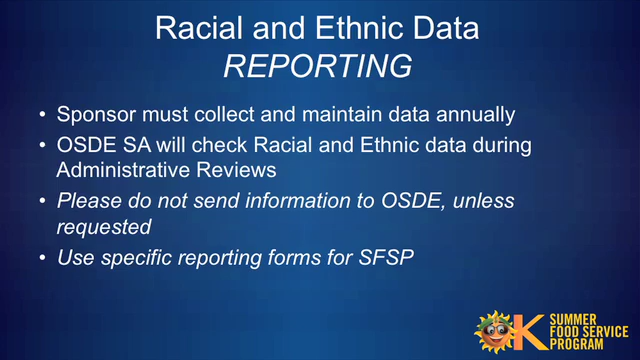 Racial and Ethnic Data
REPORTING
• Sponsor must collect and maintain data annually
• OSDE SA will check Racial and Ethnic data during
Administrative Reviews
• Please do not send information to OSDE, unless
requested
• Use specific reporting forms for SFSP
OK SUMMER
FOOD SERVICE
PROGRAM